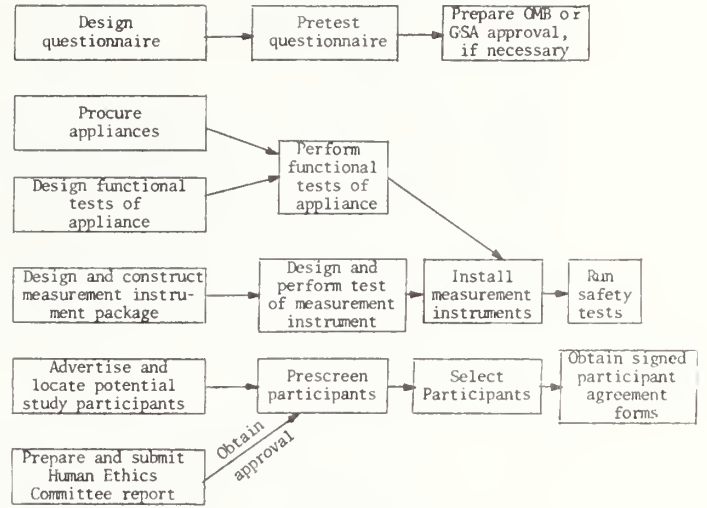 Design
questionnaire
Pretest
questionnaire
Prepare OMB or
GSA approval,
if necessary
Procure
appliances
Design functional
tests of
appliance
Perform
functional
tests of
appliance
Design and construct
measurement instru-
ment package
Design and
perform test
of measurement
instrument
Install
measurement
instruments
Run
safety
tests
Advertise and
locate potential
study participants
Prescreen
participants
Select
Participants
Obtain signed
participant
agreement
forms
Prepare and submit
Human Ethics
Committee report
Obtain
approval